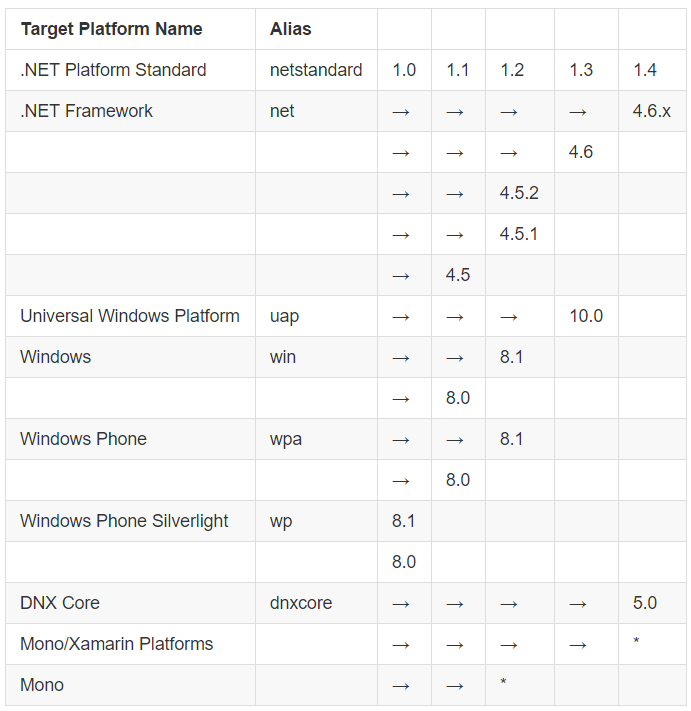 Target Platform Name Alias
.NET Platform Standard netstandard 1.0 1.1 1.2 1.3 1.4
.NET Framework net → → → → 4.6.x
→ → → 4.6
→ → 4.5.2
→ → 4.5.1
→ 4.5
Universal Windows Platform uap → → → 10.0
Windows win → → 8.1
→ 8.0
Windows Phone wpa → → 8.1
→ 8.0
Windows Phone Silverlight wp 8.1
8.0
DNX Core dnxcore → → → → 5.0
Mono/Xamarin Platforms → → → → *
Mono → → *